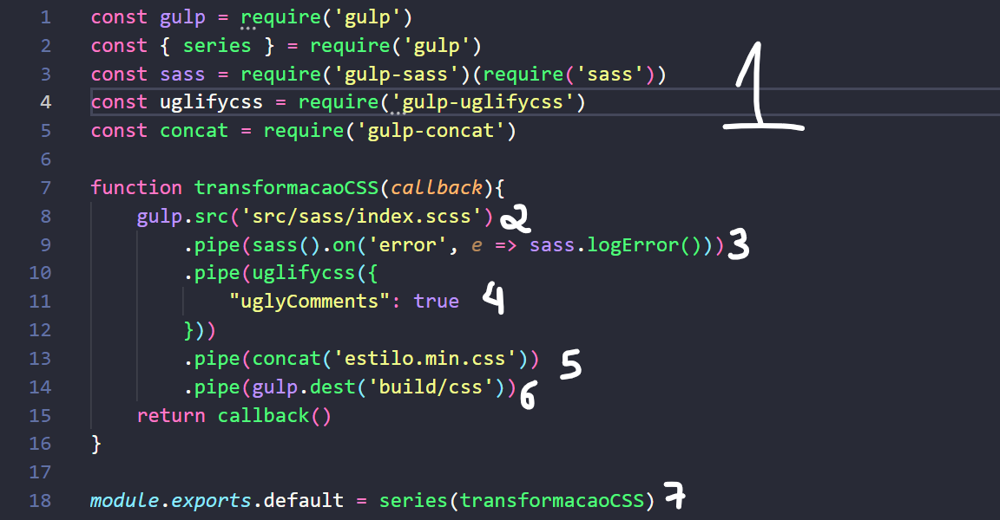 1 const gulp = require('gulp')
2 const { series } = require('gulp')
3 const sass = require('gulp-sass')(require('sass'))
4 const uglifycss = require('gulp-uglifycss')
5 const concat = require('gulp-concat')
1
6
7 function transformacaoCSS(callback){
8 gulp.src('src/sass/index.scss') 2
9 .pipe(sass().on('error', e => sass.logError())) 3
10 .pipe(uglifycss({
11 "uglyComments": true 4
12 }))
13 .pipe(concat('estilo.min.css')) 5
14 .pipe(gulp.dest('build/css')) 6
15 return callback()
16 }
17
18 module.exports.default = series(transformacaoCSS) 7